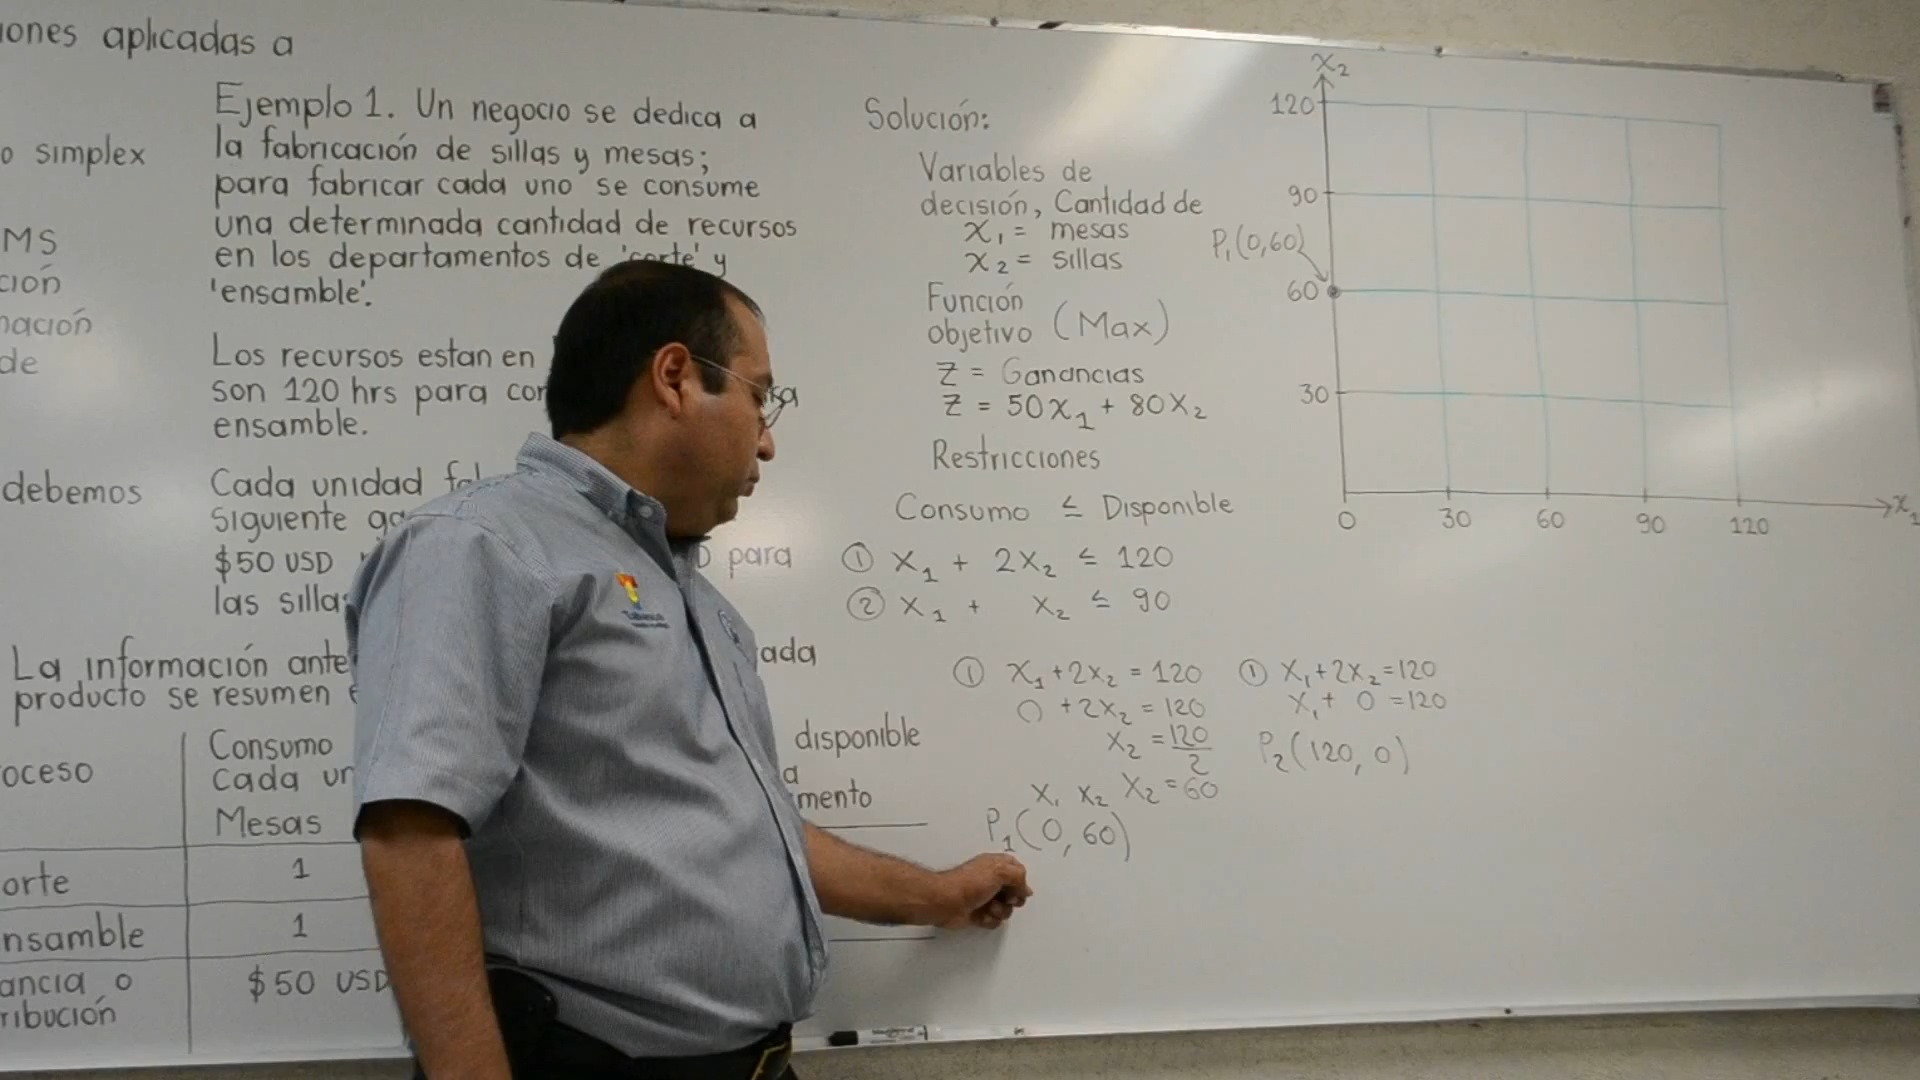 iones aplicadas a
o simplex
MS
ción
mación
de
debemos
Ejemplo 1. Un negocio se dedica a
la fabricación de sillas y mesas;
para fabricar cada uno se consume
una determinada cantidad de recursos
en los departamentos de 'corte' y
'ensamble'.
Los recursos estan en
son 120 hrs para cor
ensamble.
Cada unidad fa
siguiente ga
$50 USD
para
las silla
La información ante
ada
producto se resumen e
oceso
Consumo
cada un
Mesas
disponible
a
mento
orte
1
nsamble
1
ancia o
ribución
$50 USD
Solución:
Variables de
decisión, Cantidad de
x₁ = mesas
x₂ = sillas
Función
objetivo (Max)
Z = Ganancias
Z = 50x₁ + 80x₂
Restricciones
Consumo ≤ Disponible
① x₁ + 2x₂ ≤ 120
② x₁ + x₂ ≤ 90
① x₁ + 2x₂ = 120
0 + 2x₂ = 120
x₂ = 120/2
x₁ x₂ x₂ = 60
P₁(0, 60)
① x₁ + 2x₂ = 120
x₁ + 0 = 120
P₂(120, 0)
x₂
120
90
P₁(0,60)
60
30
0 30 60 90 120
x₁